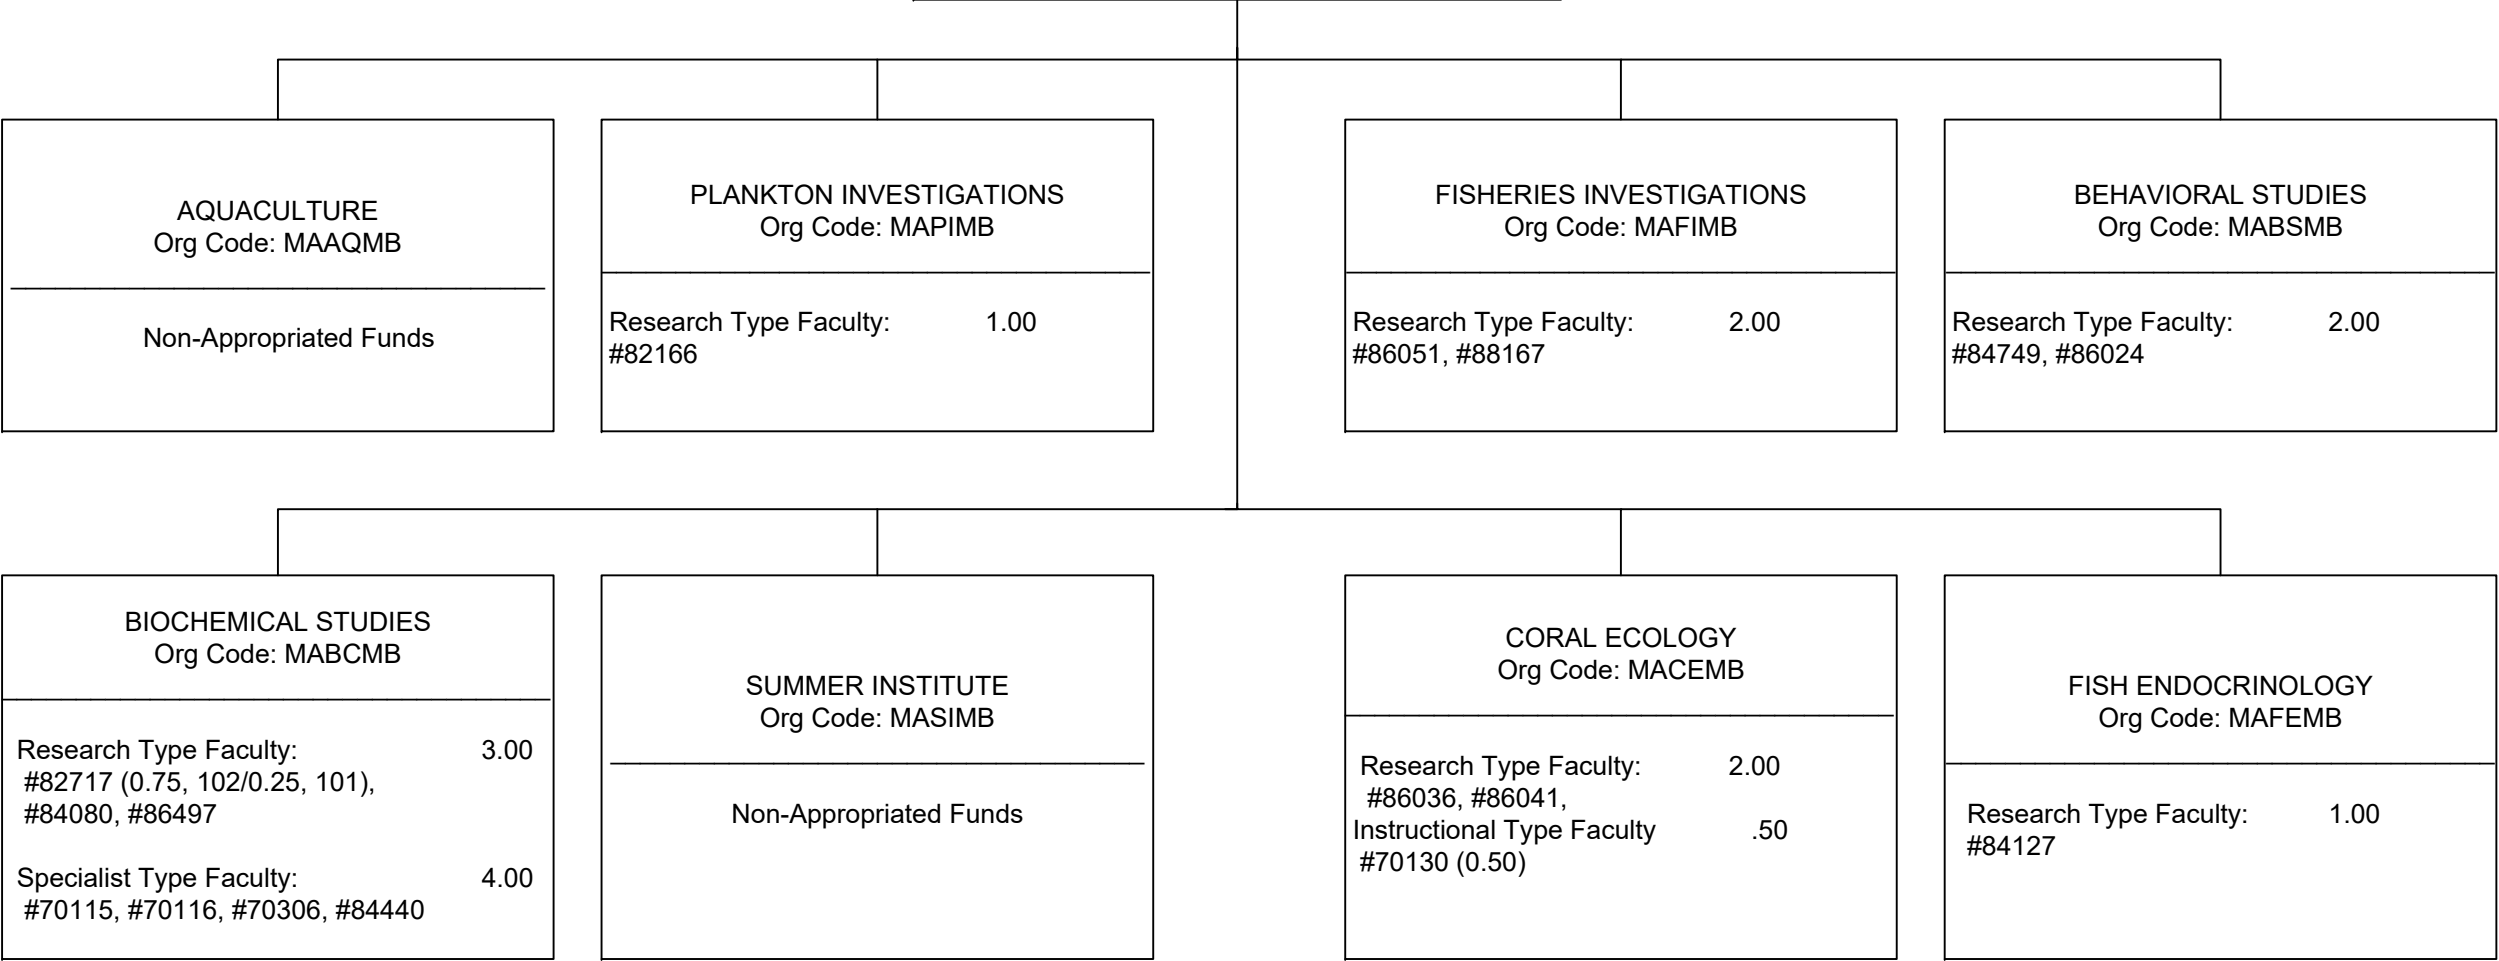 AQUACULTURE
Org Code: MAAQMB
Non-Appropriated Funds
PLANKTON INVESTIGATIONS
Org Code: MAPIMB
Research Type Faculty: 1.00
#82166
FISHERIES INVESTIGATIONS
Org Code: MAFIMB
Research Type Faculty: 2.00
#86051, #88167
BEHAVIORAL STUDIES
Org Code: MABSMB
Research Type Faculty: 2.00
#84749, #86024
BIOCHEMICAL STUDIES
Org Code: MABCMB
Research Type Faculty: 3.00
#82717 (0.75, 102/0.25, 101),
#84080, #86497
Specialist Type Faculty: 4.00
#70115, #70116, #70306, #84440
SUMMER INSTITUTE
Org Code: MASIMB
Non-Appropriated Funds
CORAL ECOLOGY
Org Code: MACEMB
Research Type Faculty: 2.00
#86036, #86041,
Instructional Type Faculty .50
#70130 (0.50)
FISH ENDOCRINOLOGY
Org Code: MAFEMB
Research Type Faculty: 1.00
#84127